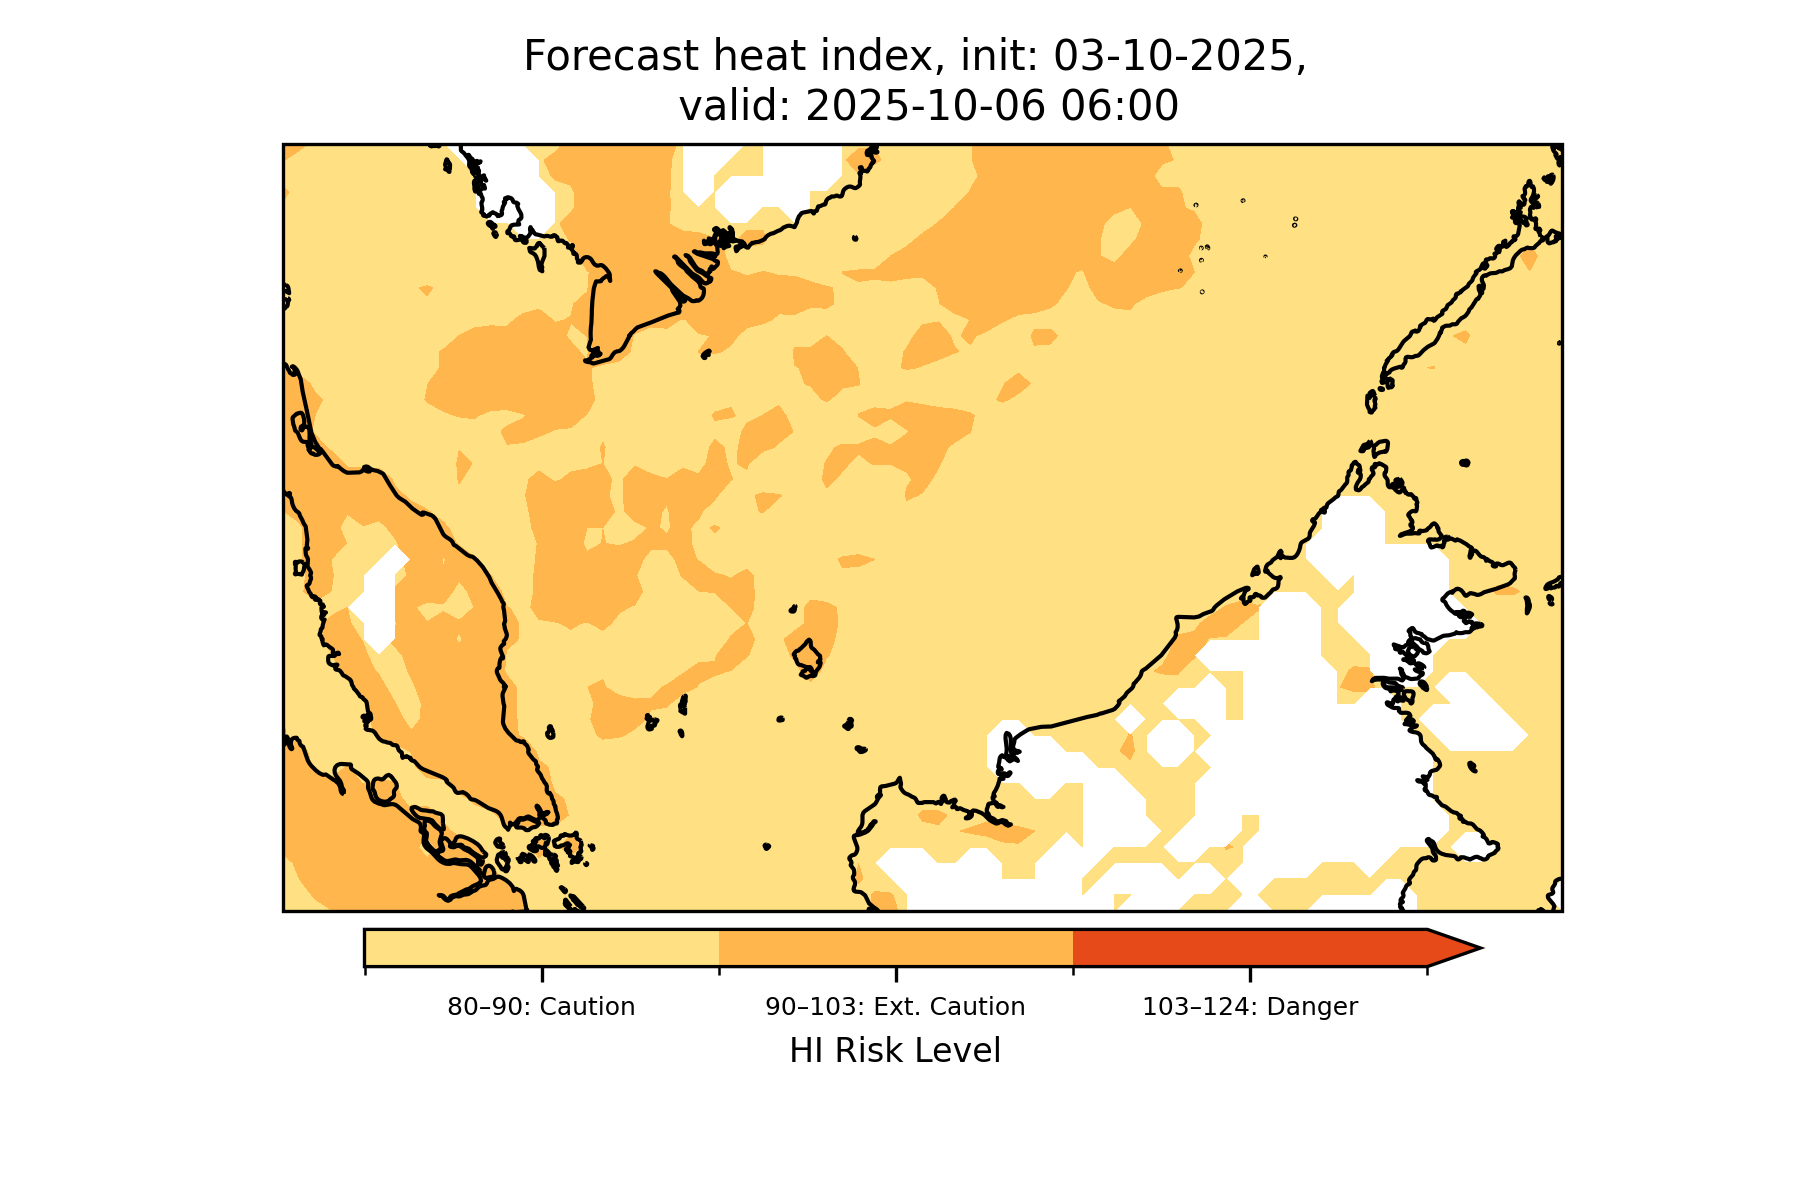 Forecast heat index, init: 03-10-2025,
valid: 2025-10-06 06:00
80–90: Caution
90–103: Ext. Caution
103–124: Danger
HI Risk Level